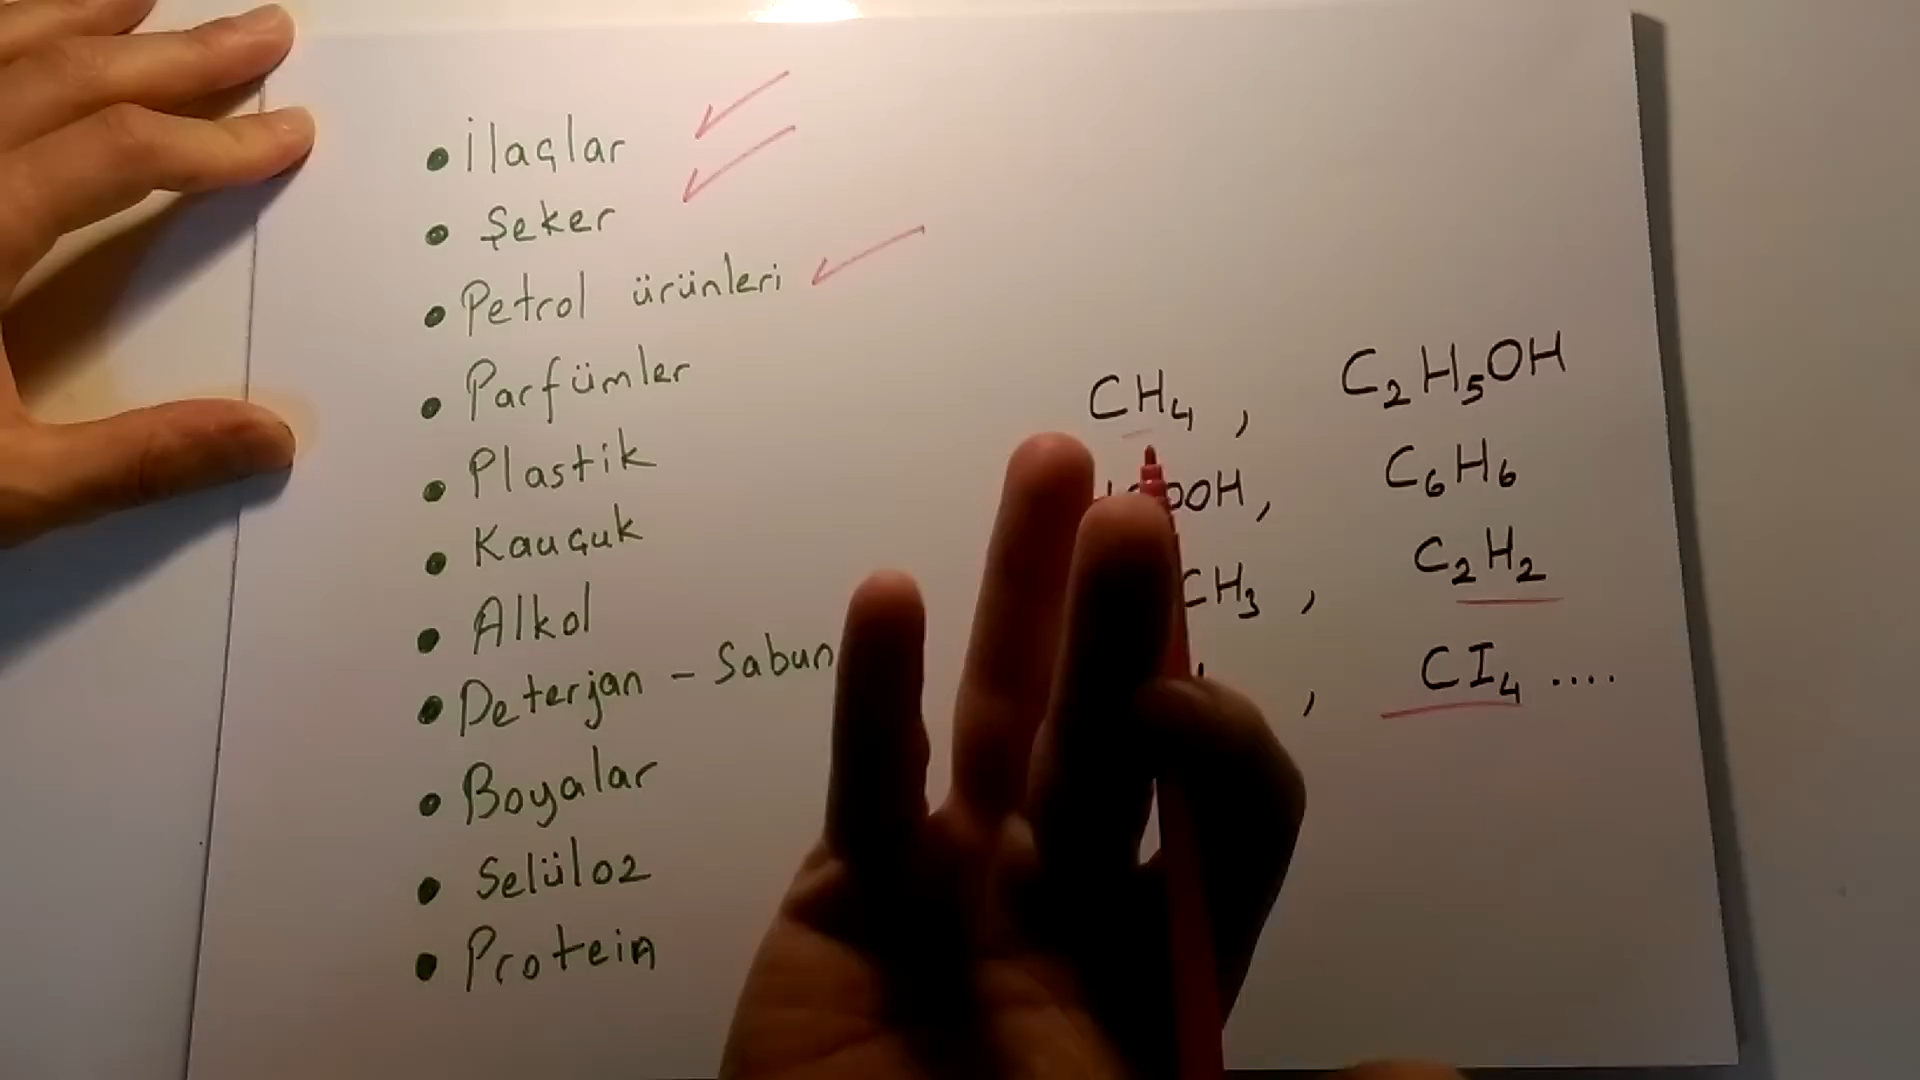 • İlaçlar
• Şeker
• Petrol ürünleri
• Parfümler
• Plastik
• Kauçuk
• Alkol
• Deterjan - Sabun
• Boyalar
• Selüloz
• Protein
CH4 , C2H5OH
OOH, C6H6
CH3 , C2H2
, CI4 ....